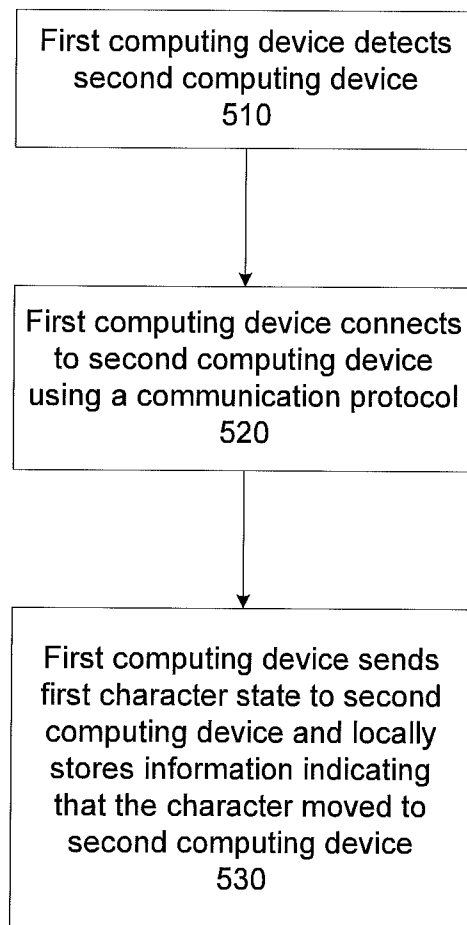 First computing device detects
second computing device
510
First computing device connects
to second computing device
using a communication protocol
520
First computing device sends
first character state to second
computing device and locally
stores information indicating
that the character moved to
second computing device
530